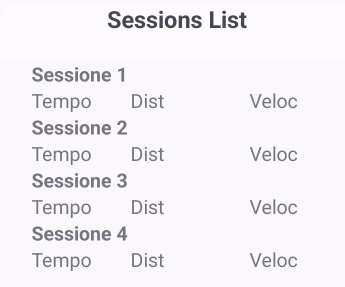 Sessions List
Sessione 1
Tempo Dist Veloc
Sessione 2
Tempo Dist Veloc
Sessione 3
Tempo Dist Veloc
Sessione 4
Tempo Dist Veloc